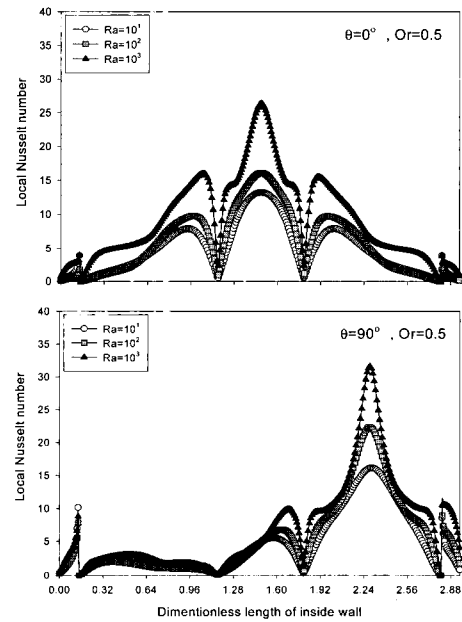 40
35
30
25
20
15
10
5
0
Local Nusselt number
Ra=10¹
Ra=10²
Ra=10³
θ=0° , Or=0.5
40
35
30
25
20
15
10
5
0
Local Nusselt number
Ra=10¹
Ra=10²
Ra=10³
θ=90° , Or=0.5
0.00 0.32 0.64 0.96 1.28 1.60 1.92 2.24 2.56 2.88
Dimentionless length of inside wall